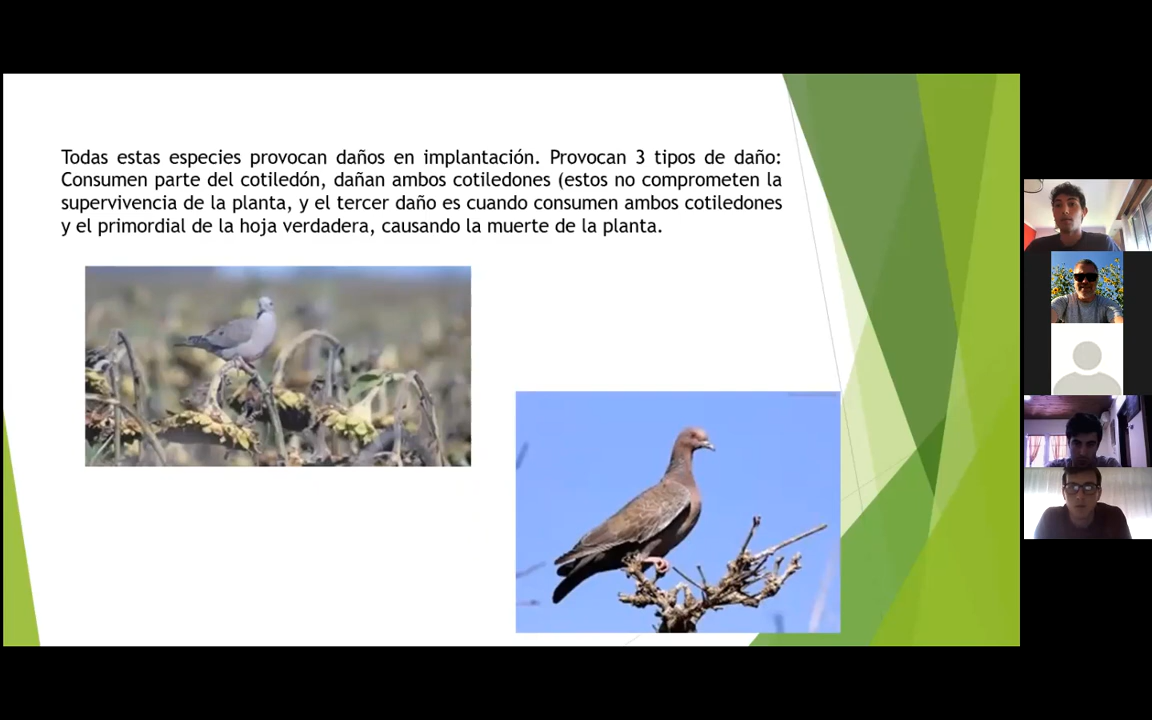 Todas estas especies provocan daños en implantación. Provocan 3 tipos de daño:
Consumen parte del cotiledón, dañan ambos cotiledones (estos no comprometen la
supervivencia de la planta, y el tercer daño es cuando consumen ambos cotiledones
y el primordial de la hoja verdadera, causando la muerte de la planta.